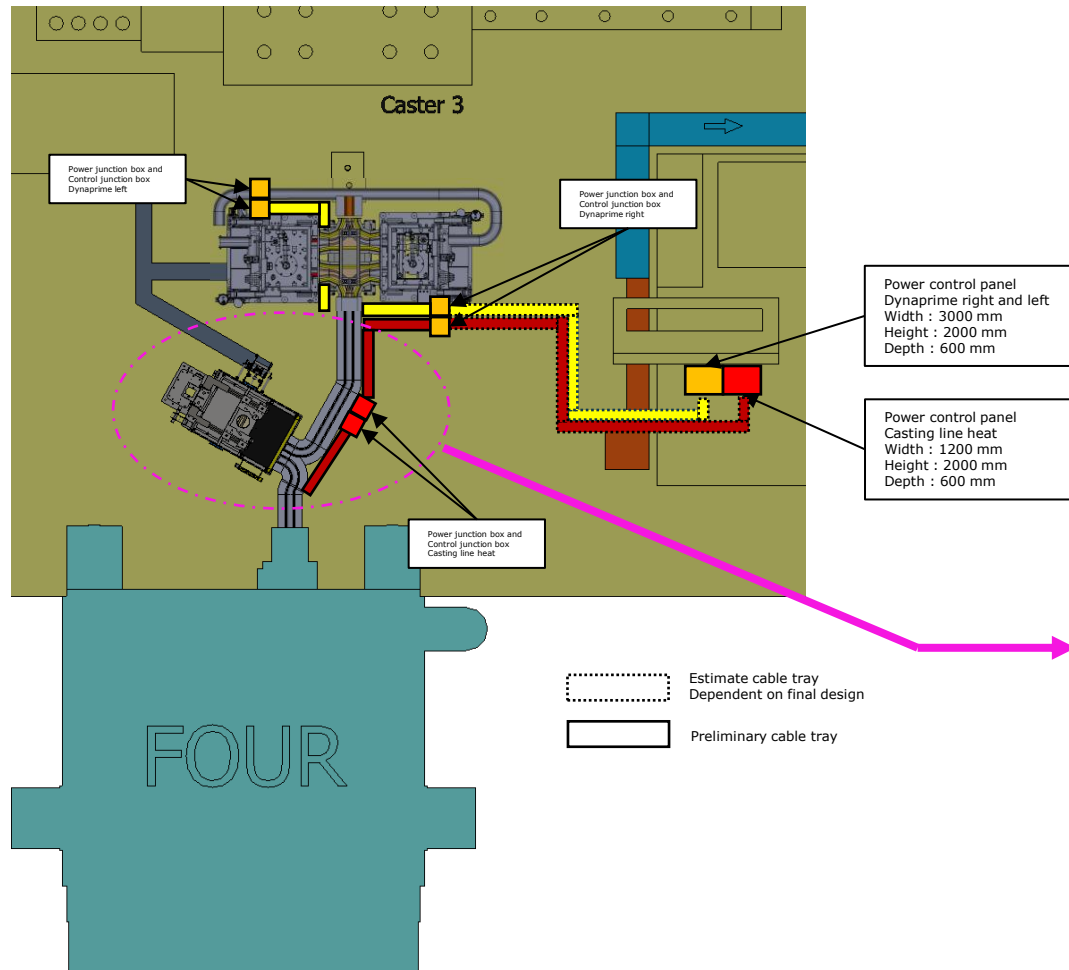 Caster 3
Power junction box and
Control junction box
Dynaprime left
Power junction box and
Control junction box
Dynaprime right
Power control panel
Dynaprime right and left
Width : 3000 mm
Height : 2000 mm
Depth : 600 mm
Power control panel
Casting line heat
Width : 1200 mm
Height : 2000 mm
Depth : 600 mm
Power junction box and
Control junction box
Casting line heat
Estimate cable tray
Dependent on final design
Preliminary cable tray
FOUR